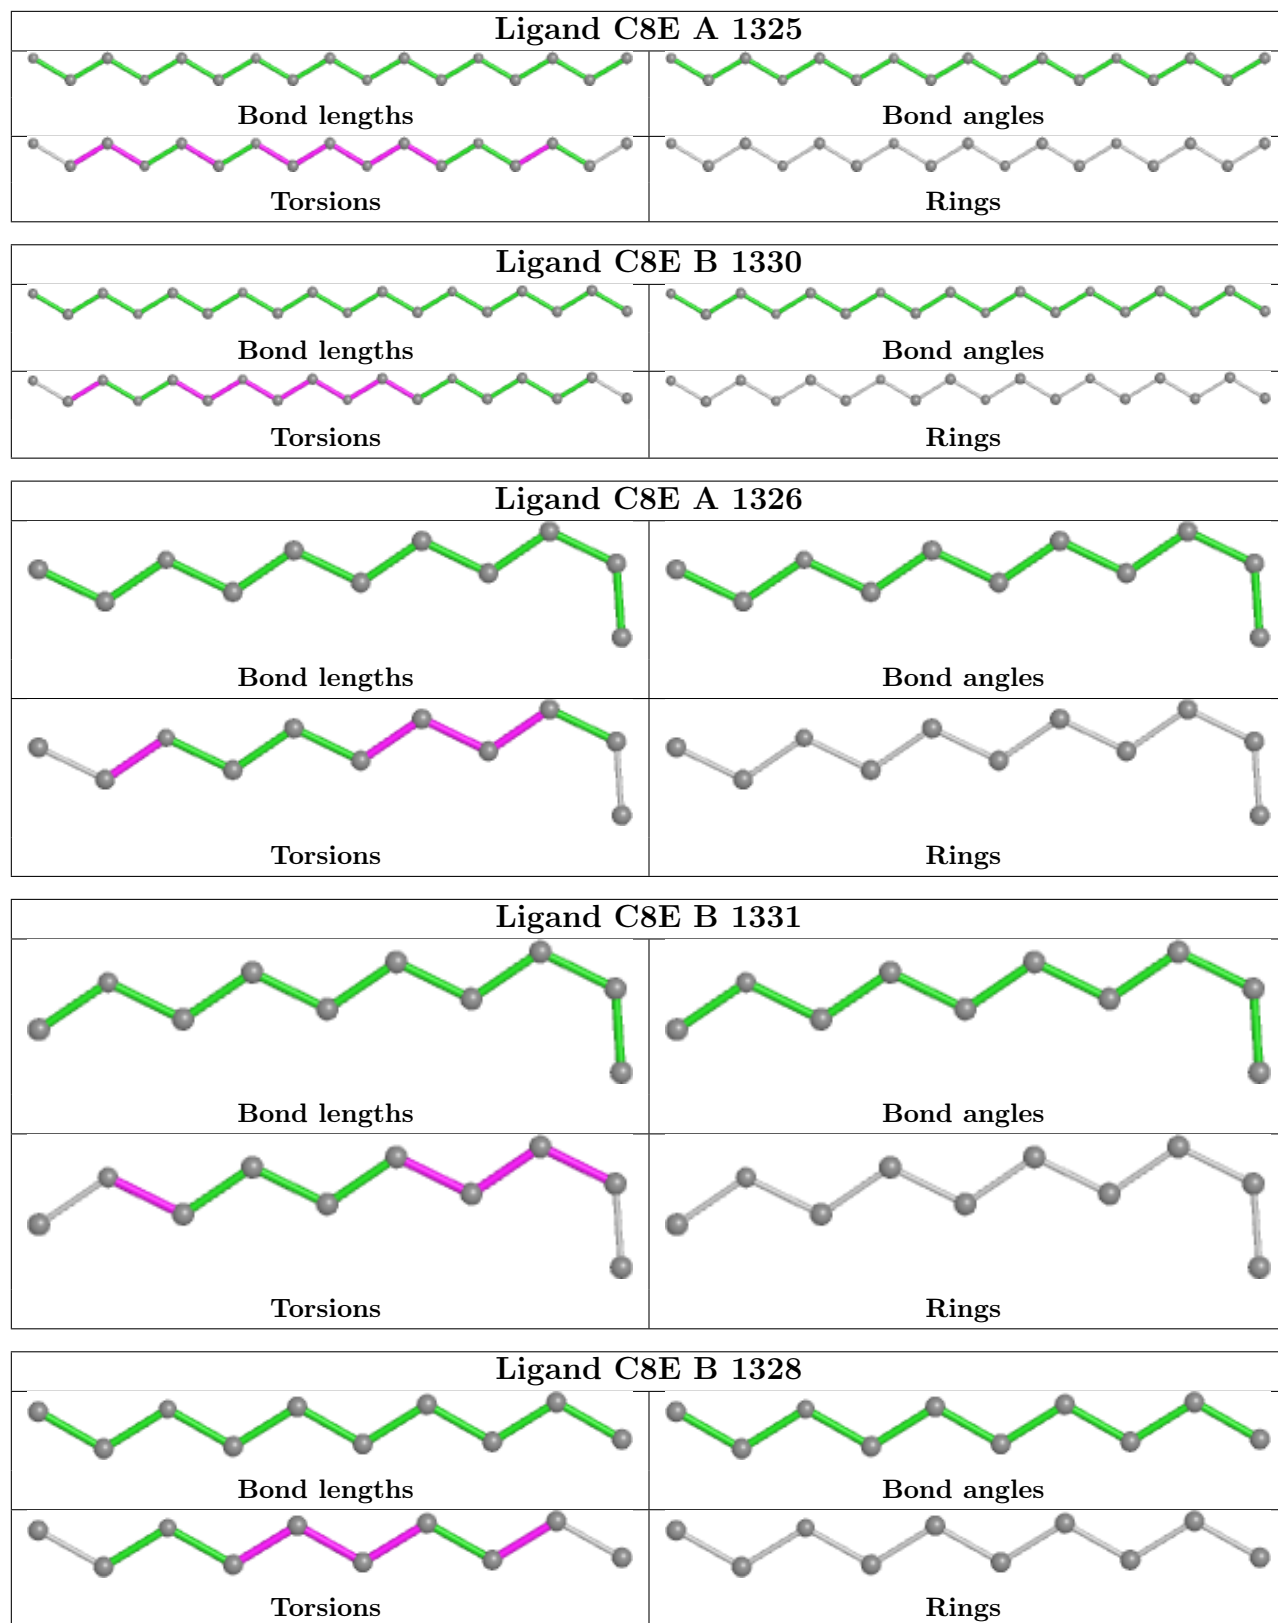 Ligand C8E A 1325
Bond lengths
Bond angles
Torsions
Rings
Ligand C8E B 1330
Bond lengths
Bond angles
Torsions
Rings
Ligand C8E A 1326
Bond lengths
Bond angles
Torsions
Rings
Ligand C8E B 1331
Bond lengths
Bond angles
Torsions
Rings
Ligand C8E B 1328
Bond lengths
Bond angles
Torsions
Rings